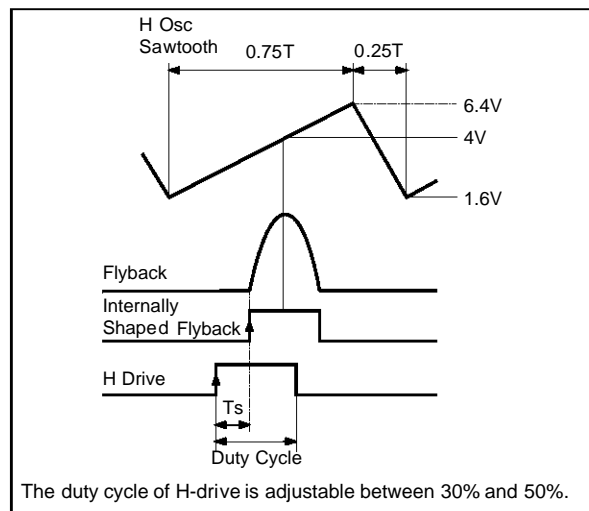 H Osc
Sawtooth
0.75T
0.25T
6.4V
4V
1.6V
Flyback
Internally
Shaped Flyback
H Drive
Ts
Duty Cycle
The duty cycle of H-drive is adjustable between 30% and 50%.